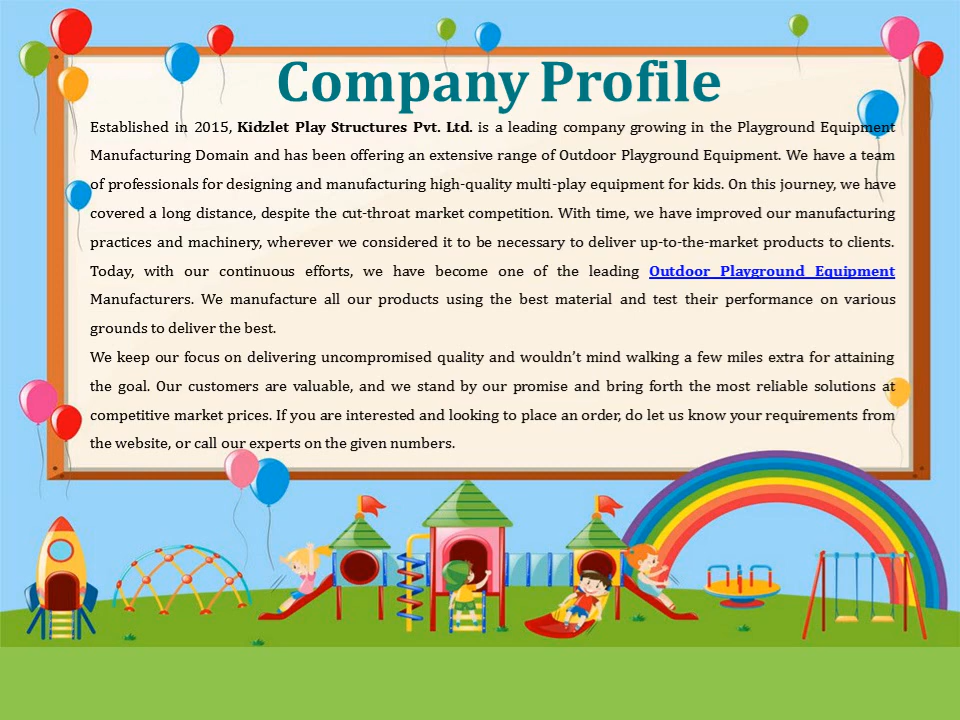 Company Profile
Established in 2015, Kidzlet Play Structures Pvt. Ltd. is a leading company growing in the Playground Equipment
Manufacturing Domain and has been offering an extensive range of Outdoor Playground Equipment. We have a team
of professionals for designing and manufacturing high-quality multi-play equipment for kids. On this journey, we have
covered a long distance, despite the cut-throat market competition. With time, we have improved our manufacturing
practices and machinery, wherever we considered it to be necessary to deliver up-to-the-market products to clients.
Today, with our continuous efforts, we have become one of the leading Outdoor Playground Equipment
Manufacturers. We manufacture all our products using the best material and test their performance on various
grounds to deliver the best.
We keep our focus on delivering uncompromised quality and wouldn’t mind walking a few miles extra for attaining
the goal. Our customers are valuable, and we stand by our promise and bring forth the most reliable solutions at
competitive market prices. If you are interested and looking to place an order, do let us know your requirements from
the website, or call our experts on the given numbers.